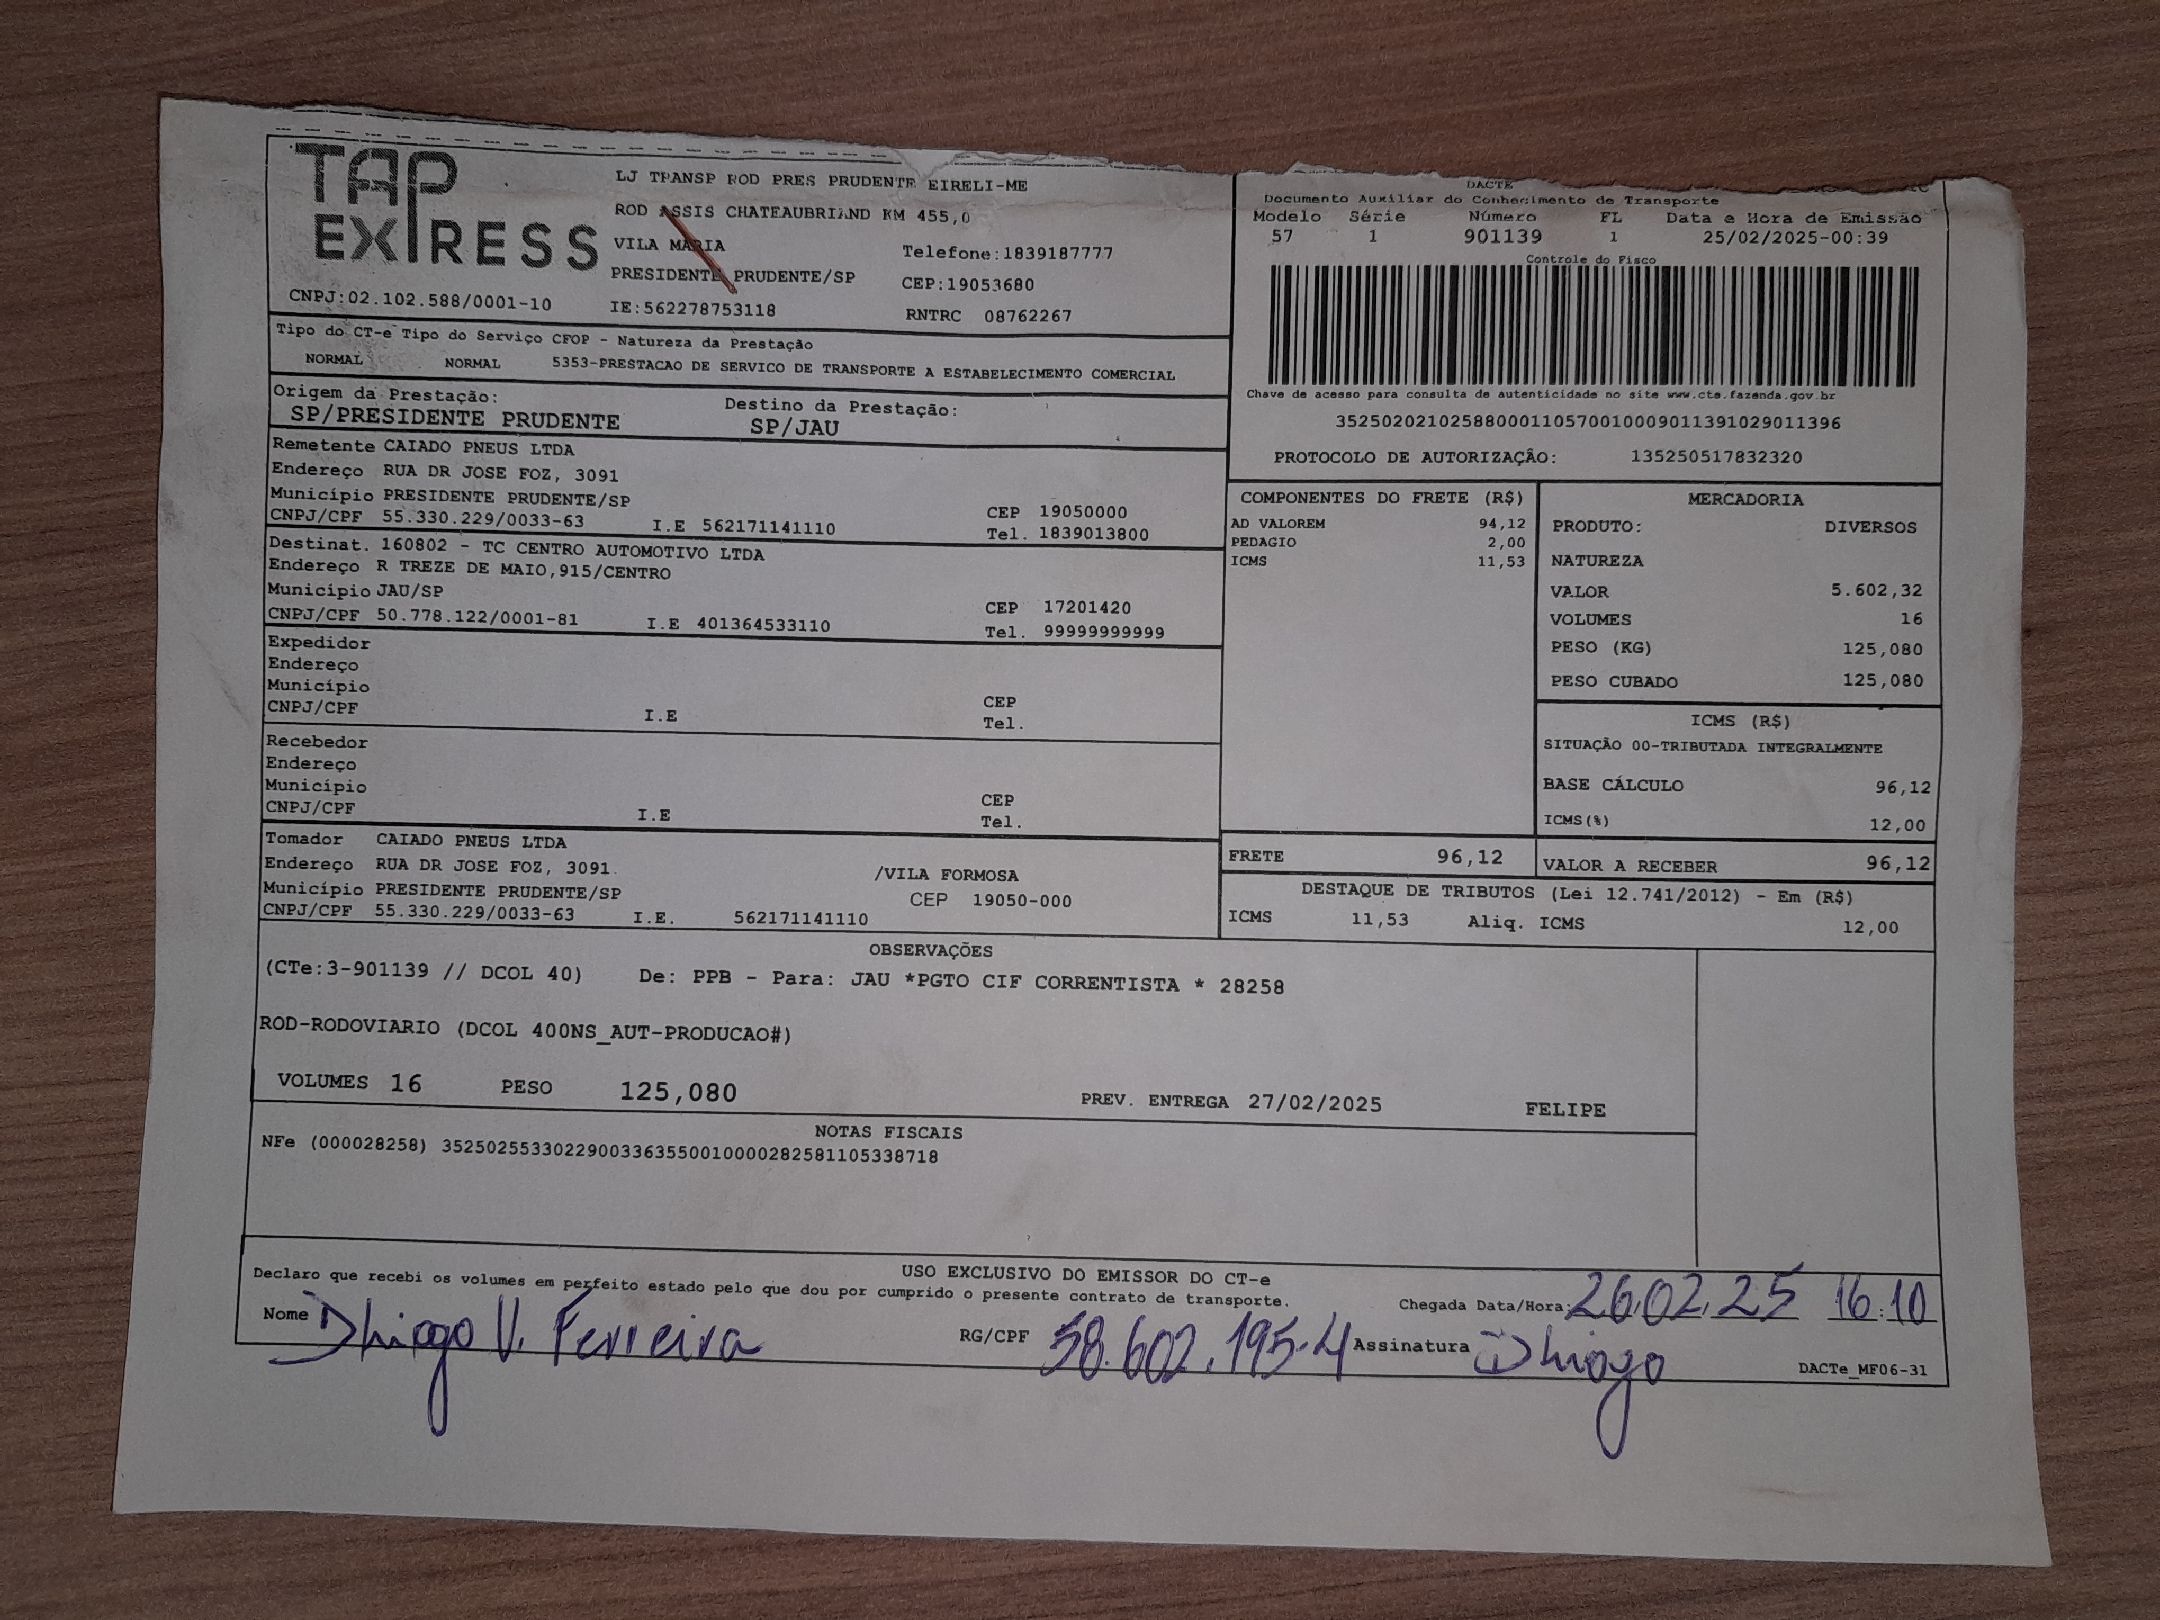 TAP
EXPRESS
LJ TRANSP ROD PRES PRUDENTE EIRELI-ME
ROD ASSIS CHATEAUBRIAND KM 455,0
VILA MARIA Telefone:1839187777
PRESIDENTE PRUDENTE/SP CEP:19053680
CNPJ:02.102.588/0001-10 IE:562278753118 RNTRC 08762267
DACTE
Documento Auxiliar do Conhecimento de Transporte
Modelo Série Número FL Data e Hora de Emissão
57 1 901139 1 25/02/2025-00:39
Controle do Fisco
Chave de acesso para consulta de autenticidade no site www.cte.fazenda.gov.br
35250202102588000110570010009011391029011396
PROTOCOLO DE AUTORIZAÇÃO: 135250517832320
Tipo do CT-e Tipo do Serviço CFOP - Natureza da Prestação
NORMAL NORMAL 5353-PRESTACAO DE SERVICO DE TRANSPORTE A ESTABELECIMENTO COMERCIAL
Origem da Prestação: Destino da Prestação:
SP/PRESIDENTE PRUDENTE SP/JAU
Remetente CAIADO PNEUS LTDA
Endereço RUA DR JOSE FOZ, 3091
Município PRESIDENTE PRUDENTE/SP CEP 19050000
CNPJ/CPF 55.330.229/0033-63 I.E 562171141110 Tel. 1839013800
Destinat. 160802 - TC CENTRO AUTOMOTIVO LTDA
Endereço R TREZE DE MAIO,915/CENTRO
Município JAU/SP CEP 17201420
CNPJ/CPF 50.778.122/0001-81 I.E 401364533110 Tel. 99999999999
Expedidor
Endereço
Município CEP
CNPJ/CPF I.E Tel.
Recebedor
Endereço
Município CEP
CNPJ/CPF I.E Tel.
Tomador CAIADO PNEUS LTDA
Endereço RUA DR JOSE FOZ, 3091. /VILA FORMOSA
Município PRESIDENTE PRUDENTE/SP CEP 19050-000
CNPJ/CPF 55.330.229/0033-63 I.E. 562171141110
COMPONENTES DO FRETE (R$)
AD VALOREM 94,12
PEDAGIO 2,00
ICMS 11,53
MERCADORIA
PRODUTO: DIVERSOS
NATUREZA
VALOR 5.602,32
VOLUMES 16
PESO (KG) 125,080
PESO CUBADO 125,080
ICMS (R$)
SITUAÇÃO 00-TRIBUTADA INTEGRALMENTE
BASE CÁLCULO 96,12
ICMS(%) 12,00
FRETE 96,12 VALOR A RECEBER 96,12
DESTAQUE DE TRIBUTOS (Lei 12.741/2012) - Em (R$)
ICMS 11,53 Aliq. ICMS 12,00
OBSERVAÇÕES
(CTe:3-901139 // DCOL 40) De: PPB - Para: JAU *PGTO CIF CORRENTISTA * 28258
ROD-RODOVIARIO (DCOL 400NS_AUT-PRODUCAO#)
VOLUMES 16 PESO 125,080 PREV. ENTREGA 27/02/2025 FELIPE
NOTAS FISCAIS
NFe (000028258) 35250255330229003363550010000282581105338718
USO EXCLUSIVO DO EMISSOR DO CT-e
Declaro que recebi os volumes em perfeito estado pelo que dou por cumprido o presente contrato de transporte. Chegada Data/Hora: 26.02.25 16:10
Nome Dhiogo V. Ferreira RG/CPF 58.602.195-4 Assinatura Dhiogo
DACTe_MF06-31